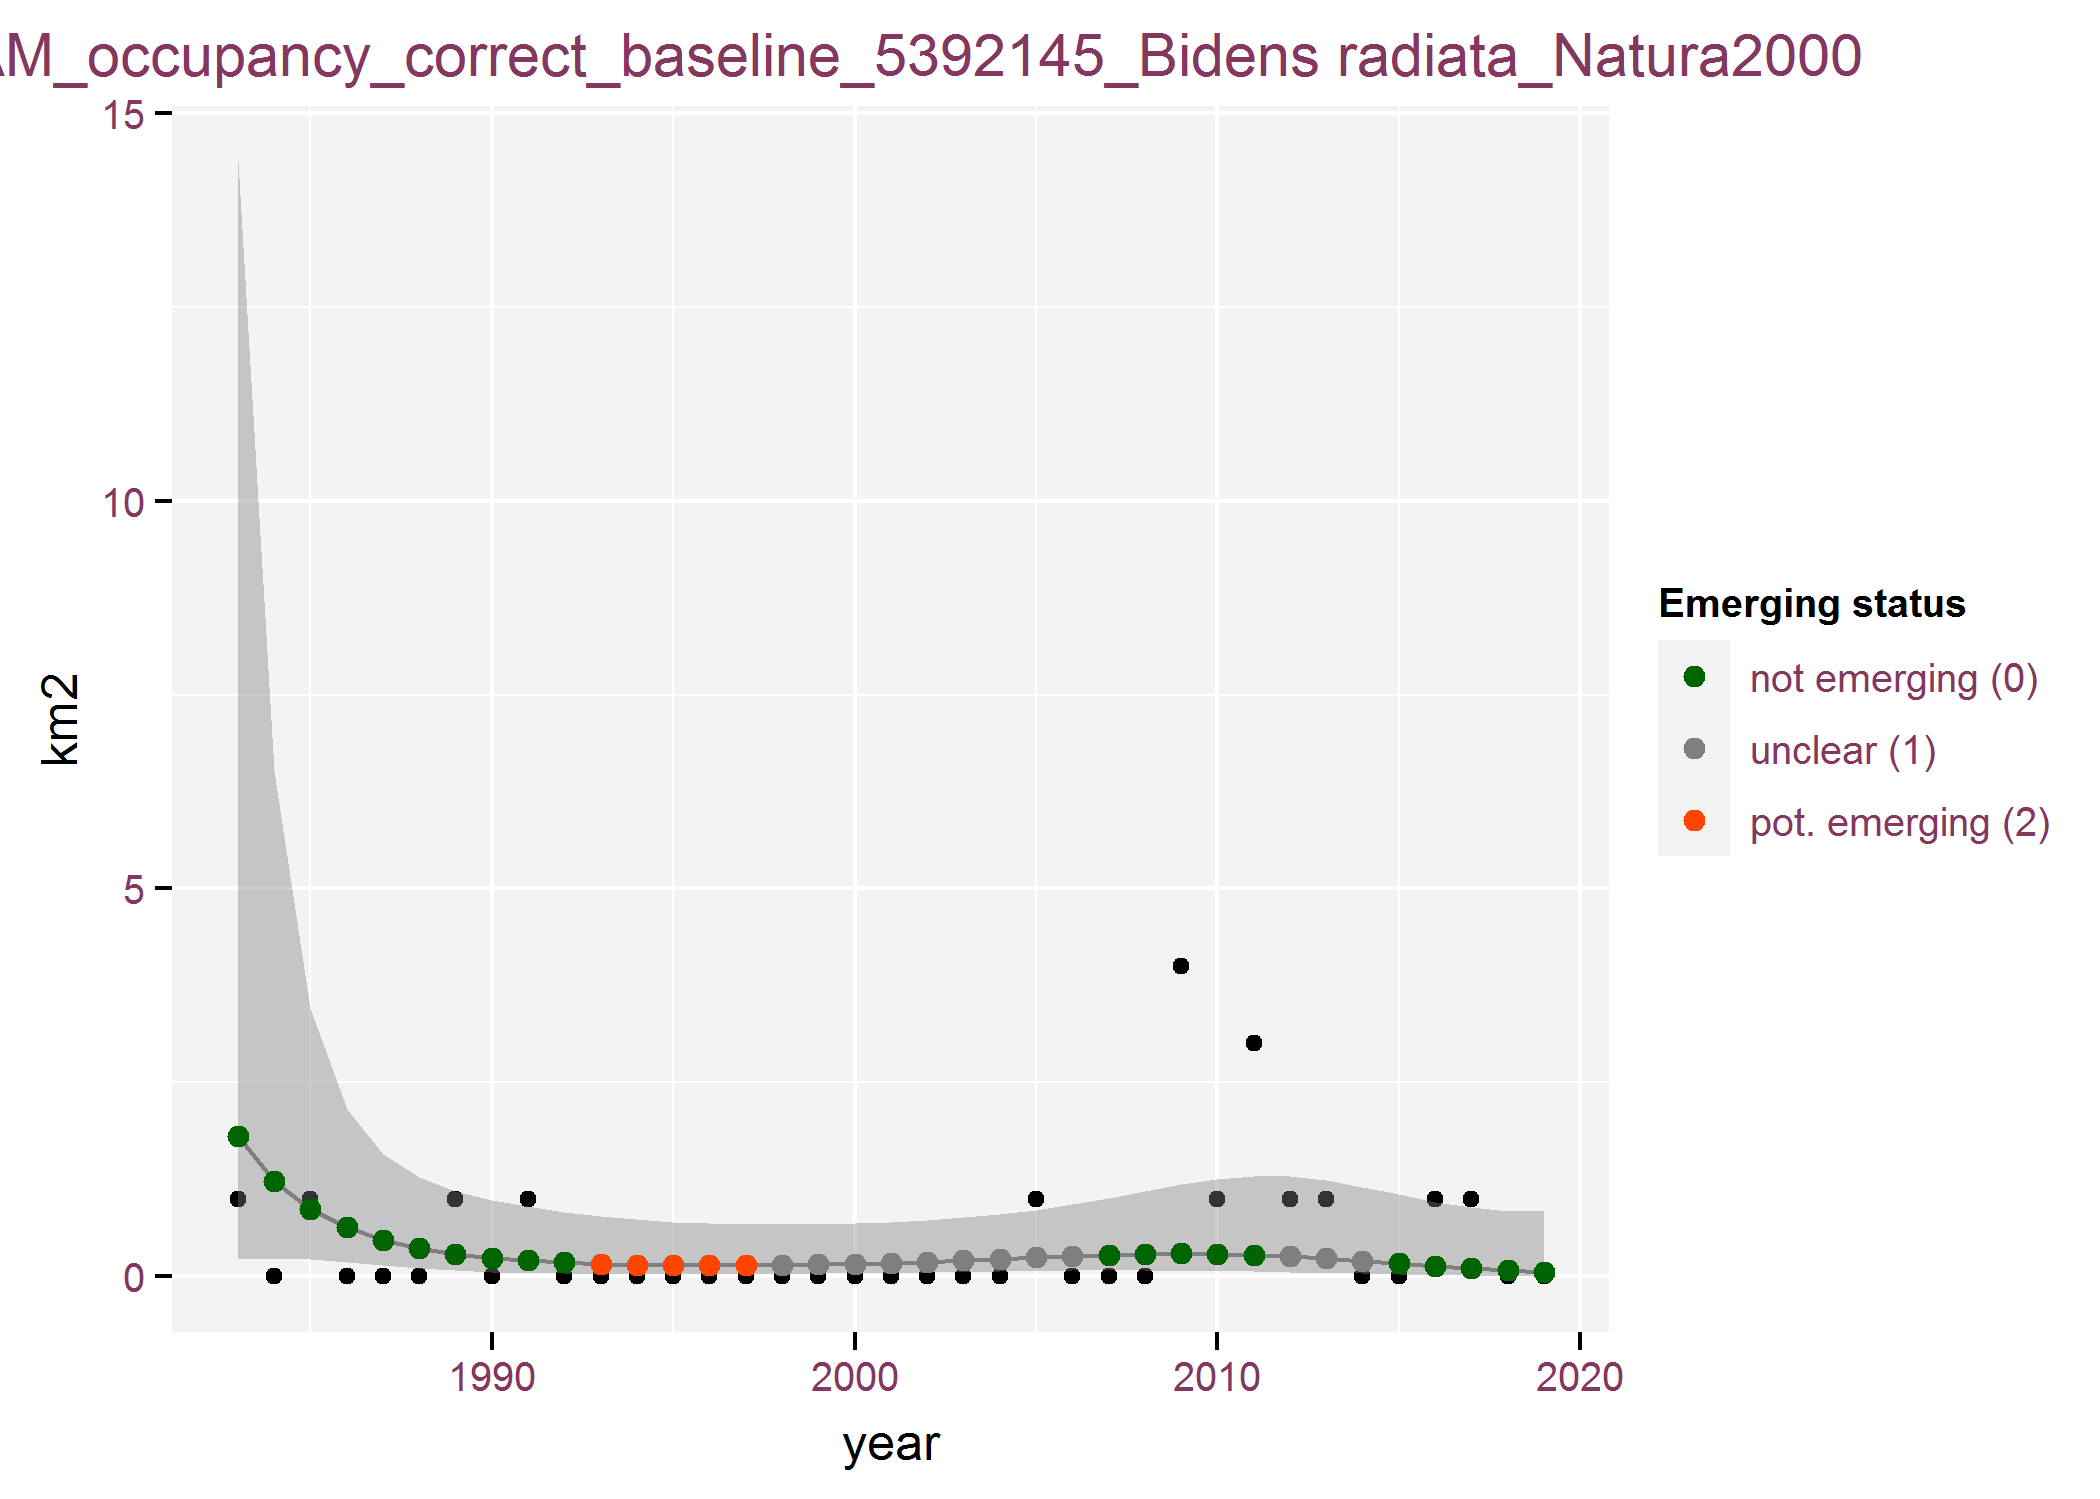 AM_occupancy_correct_baseline_5392145_Bidens radiata_Natura2000
15
10
5
0
km2
1990 2000 2010 2020
year
Emerging status
not emerging (0)
unclear (1)
pot. emerging (2)